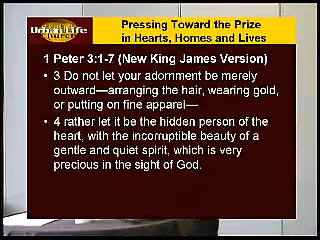 Urban Life
Church
Pressing Toward the Prize
in Hearts, Homes and Lives
1 Peter 3:1-7 (New King James Version)
• 3 Do not let your adornment be merely
outward—arranging the hair, wearing gold,
or putting on fine apparel—
• 4 rather let it be the hidden person of the
heart, with the incorruptible beauty of a
gentle and quiet spirit, which is very
precious in the sight of God.